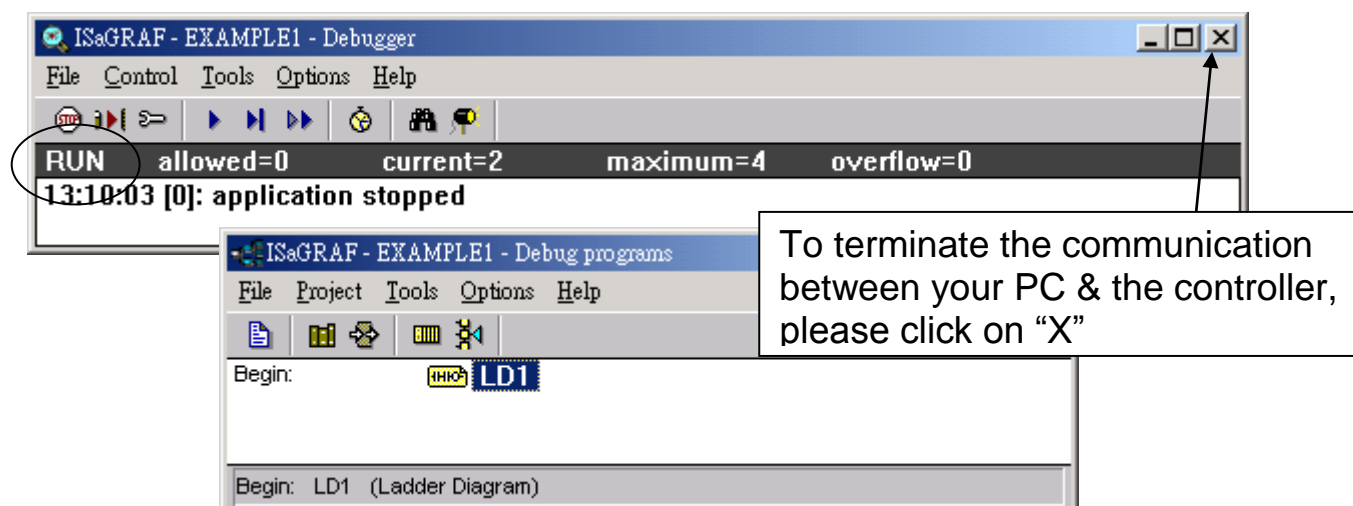 ISaGRAF - EXAMPLE1 - Debugger
File Control Tools Options Help
STOP
RUN allowed=0 current=2 maximum=4 overflow=0
13:10:03 [0]: application stopped
To terminate the communication
between your PC & the controller,
please click on “X”
ISaGRAF - EXAMPLE1 - Debug programs
File Project Tools Options Help
Begin: LD1
Begin: LD1 (Ladder Diagram)